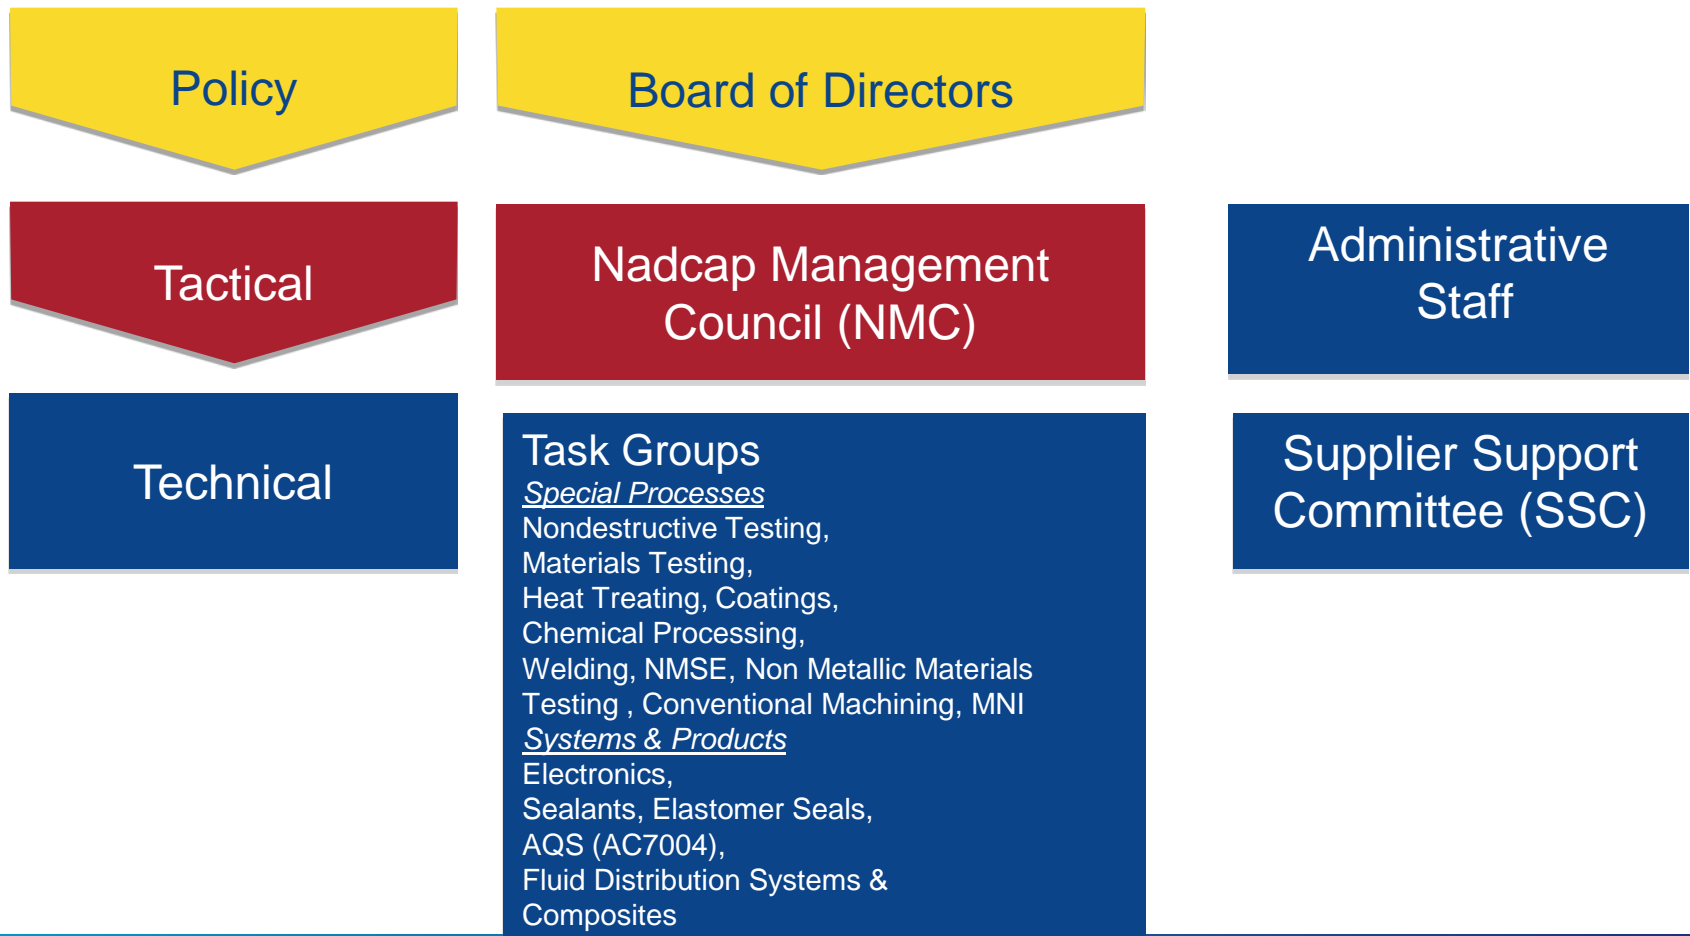 Policy
Board of Directors
Tactical
Nadcap Management
Council (NMC)
Administrative
Staff
Technical
Task Groups
Special Processes
Nondestructive Testing,
Materials Testing,
Heat Treating, Coatings,
Chemical Processing,
Welding, NMSE, Non Metallic Materials
Testing , Conventional Machining, MNI
Systems & Products
Electronics,
Sealants, Elastomer Seals,
AQS (AC7004),
Fluid Distribution Systems &
Composites
Supplier Support
Committee (SSC)